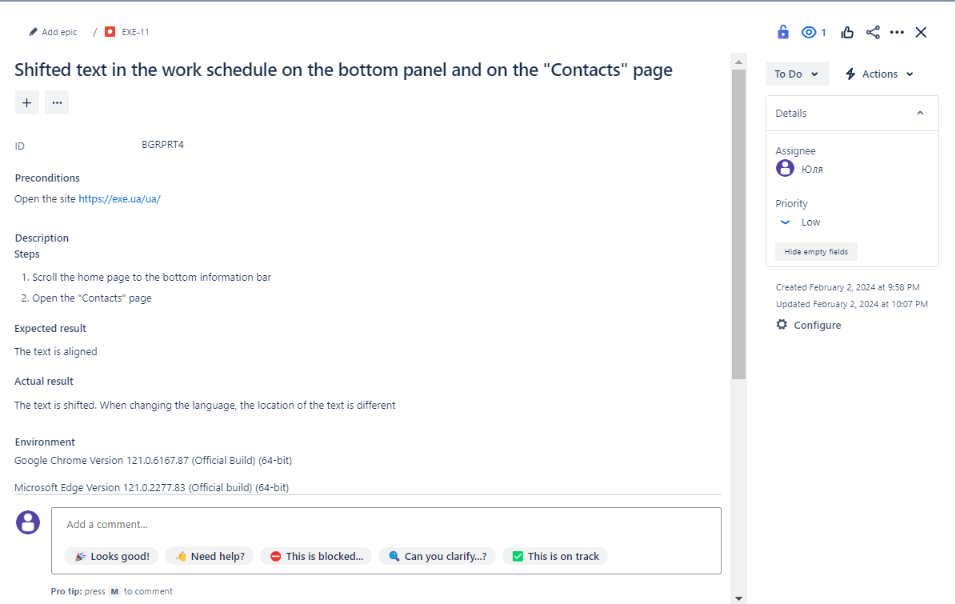 Add epic / EXE-11
1
Shifted text in the work schedule on the bottom panel and on the "Contacts" page
To Do
Actions
ID BGRPRT4
Preconditions
Open the site https://exe.ua/ua/
Description
Steps
1. Scroll the home page to the bottom information bar
2. Open the "Contacts" page
Expected result
The text is aligned
Actual result
The text is shifted. When changing the language, the location of the text is different
Environment
Google Chrome Version 121.0.6167.87 (Official Build) (64-bit)
Microsoft Edge Version 121.0.2277.83 (Official build) (64-bit)
Add a comment...
Looks good! Need help? This is blocked... Can you clarify...? This is on track
Pro tip: press M to comment
Details
Assignee
Юля
Priority
Low
Hide empty fields
Created February 2, 2024 at 9:58 PM
Updated February 2, 2024 at 10:07 PM
Configure